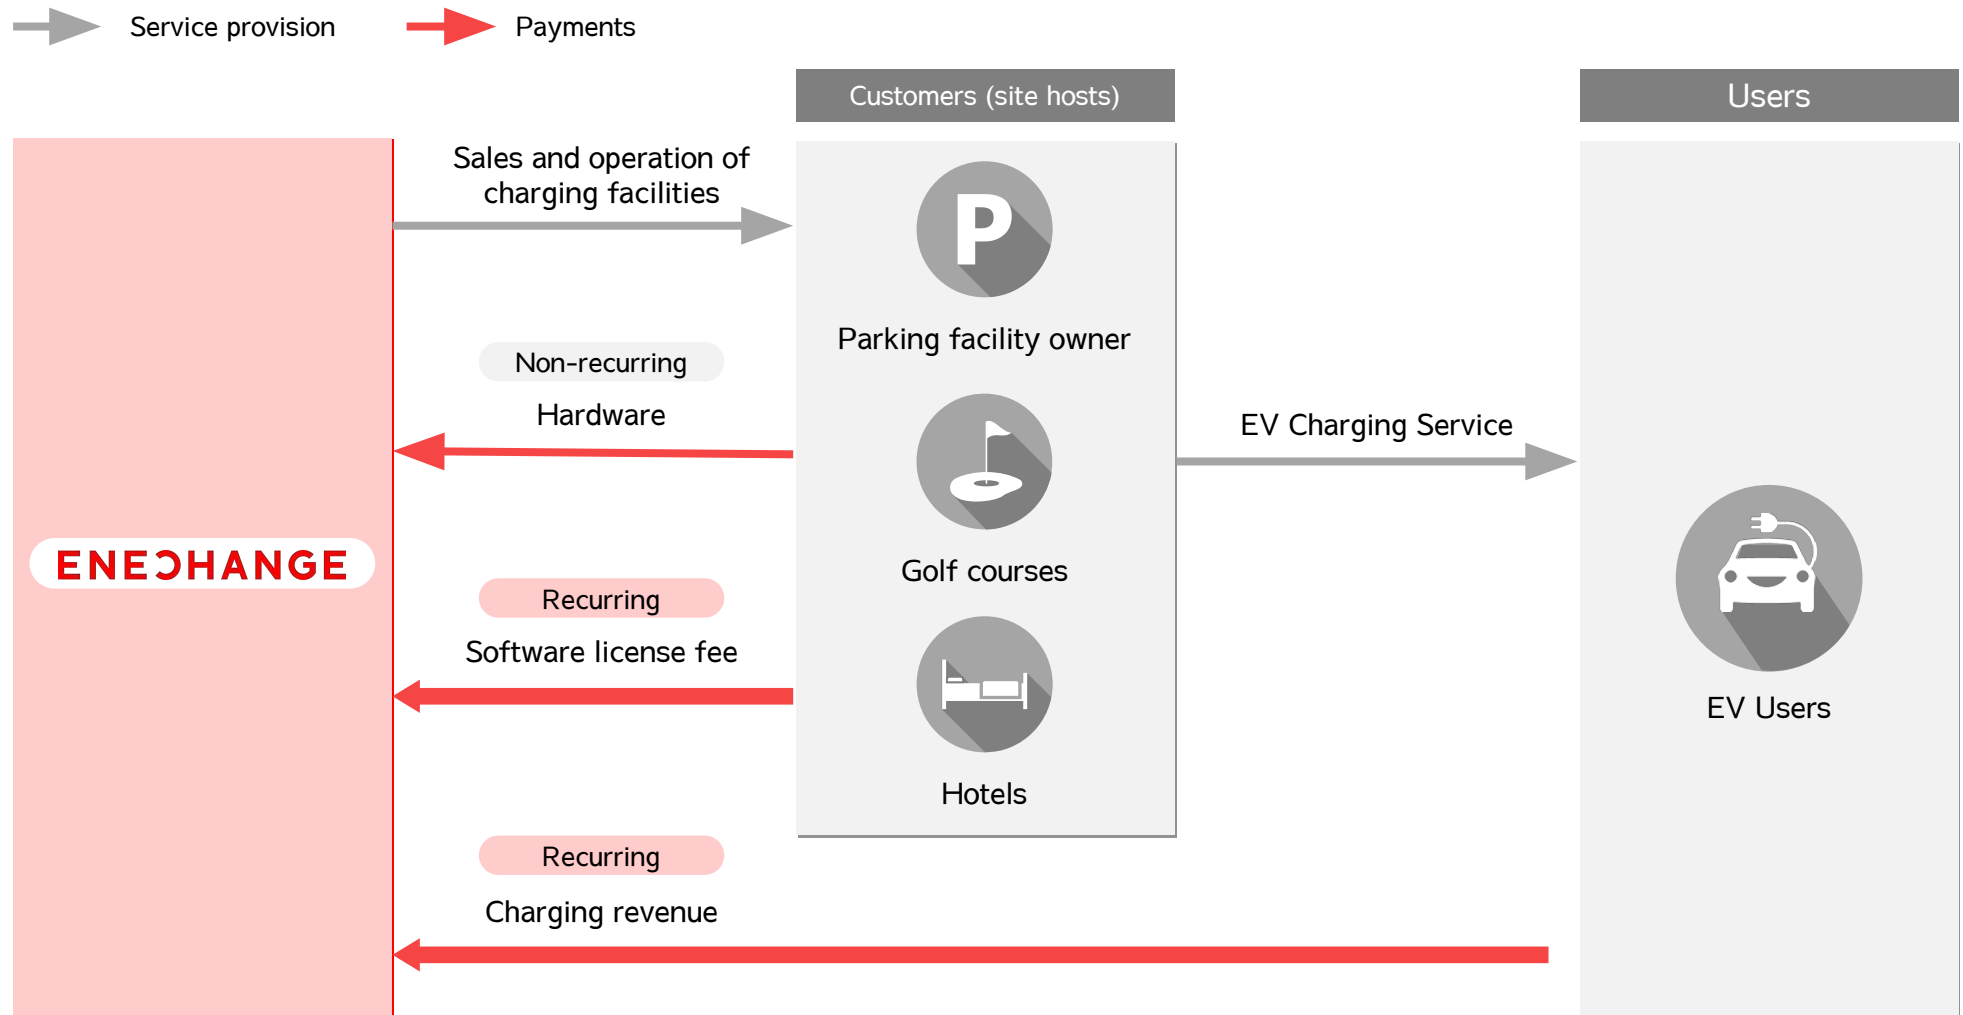 Service provision
Payments
Customers (site hosts)
Users
Sales and operation of
charging facilities
P
Parking facility owner
Non-recurring
Hardware
EV Charging Service
ENECHANGE
Golf courses
Recurring
Software license fee
EV Users
Hotels
Recurring
Charging revenue